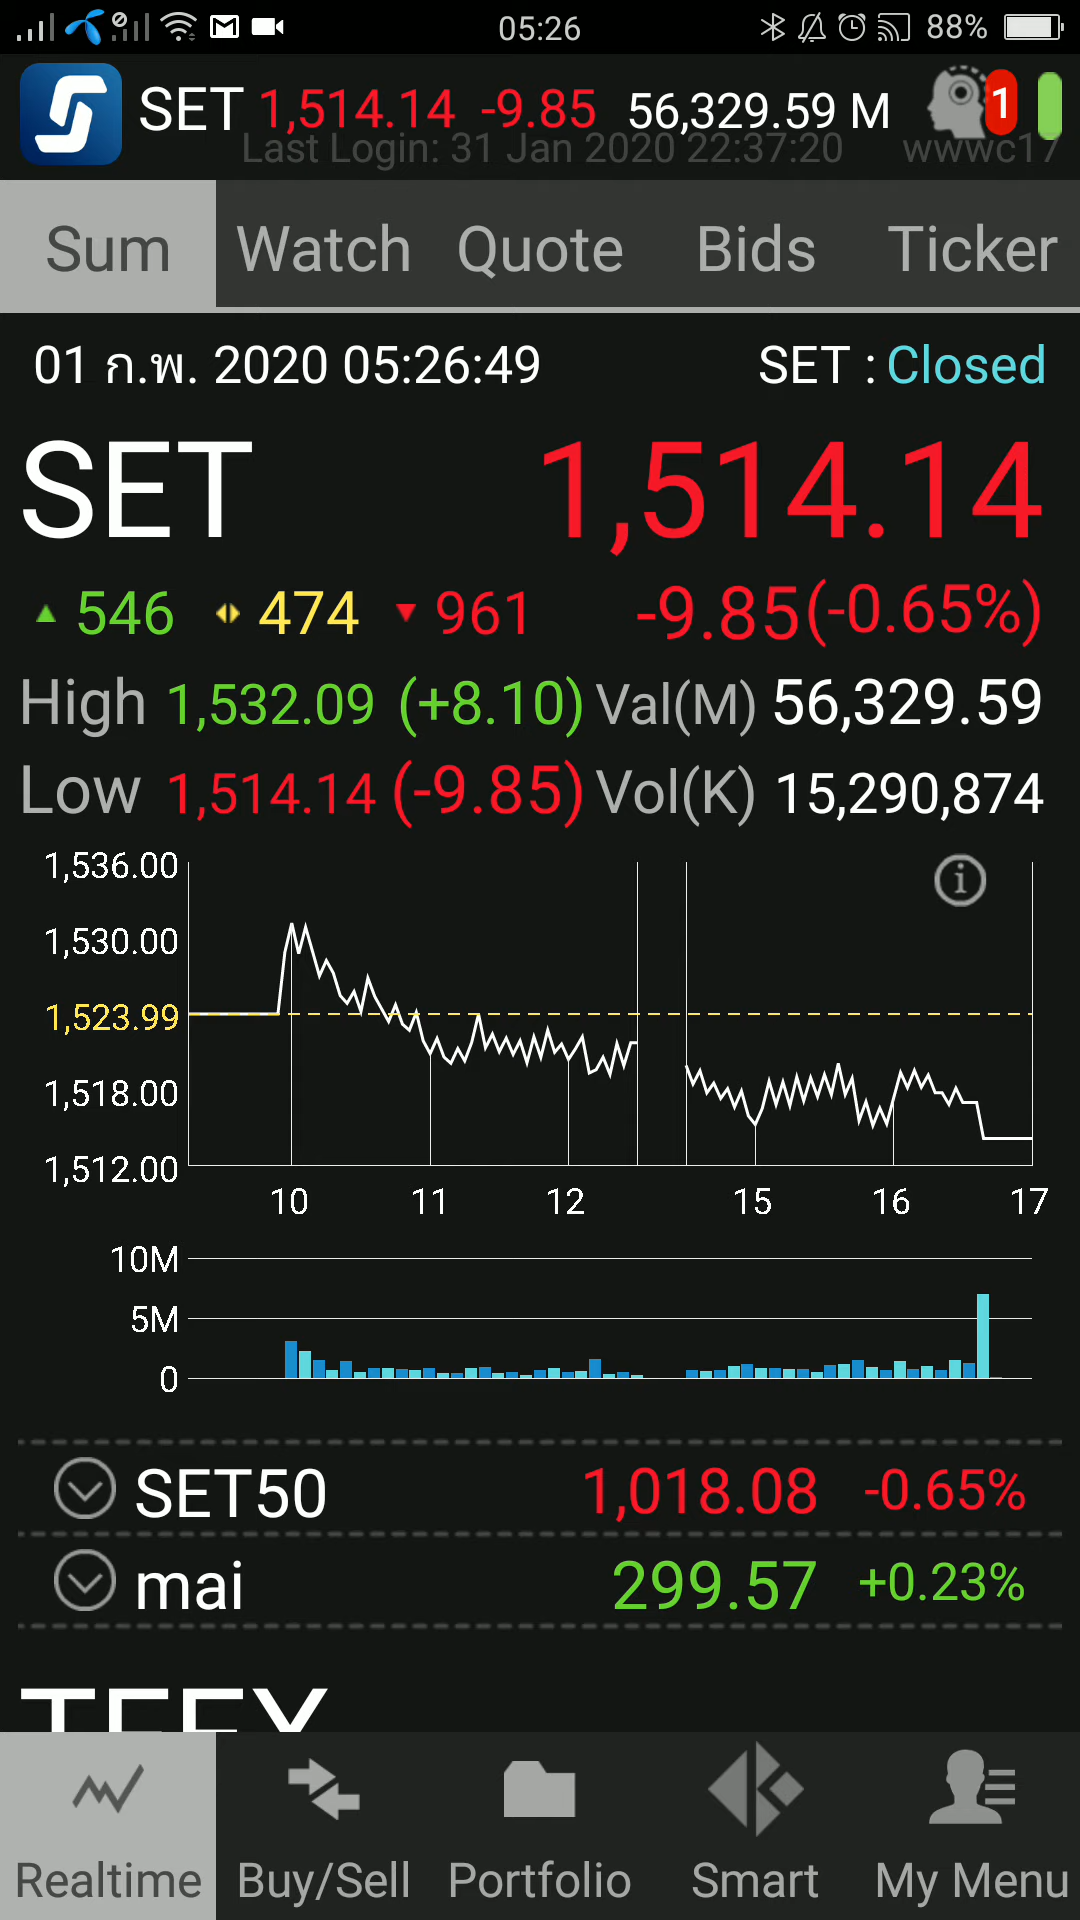 05:26 88%
SET 1,514.14 -9.85 56,329.59 M 1
Last Login: 31 Jan 2020 22:37:20 wwwc17
Sum Watch Quote Bids Ticker
01 ก.พ. 2020 05:26:49 SET : Closed
SET 1,514.14
546 474 961 -9.85 (-0.65%)
High 1,532.09 (+8.10) Val(M) 56,329.59
Low 1,514.14 (-9.85) Vol(K) 15,290,874
1,536.00
1,530.00
1,523.99
1,518.00
1,512.00
10 11 12 15 16 17
10M
5M
0
SET50 1,018.08 -0.65%
mai 299.57 +0.23%
TFEX
Realtime Buy/Sell Portfolio Smart My Menu